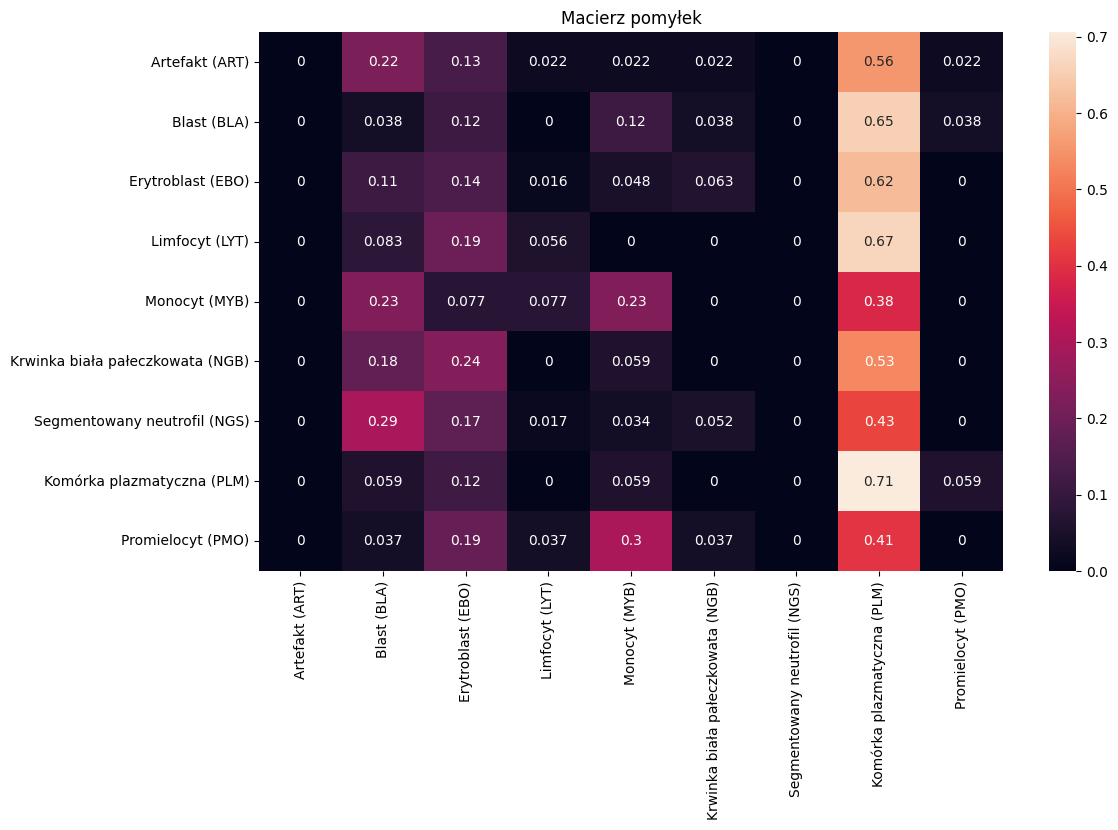 Macierz pomyłek
Artefakt (ART) 0 0.22 0.13 0.022 0.022 0.022 0 0.56 0.022
Blast (BLA) 0 0.038 0.12 0 0.12 0.038 0 0.65 0.038
Erytroblast (EBO) 0 0.11 0.14 0.016 0.048 0.063 0 0.62 0
Limfocyt (LYT) 0 0.083 0.19 0.056 0 0 0 0.67 0
Monocyt (MYB) 0 0.23 0.077 0.077 0.23 0 0 0.38 0
Krwinka biała pałeczkowata (NGB) 0 0.18 0.24 0 0.059 0 0 0.53 0
Segmentowany neutrofil (NGS) 0 0.29 0.17 0.017 0.034 0.052 0 0.43 0
Komórka plazmatyczna (PLM) 0 0.059 0.12 0 0.059 0 0 0.71 0.059
Promielocyt (PMO) 0 0.037 0.19 0.037 0.3 0.037 0 0.41 0
Artefakt (ART)
Blast (BLA)
Erytroblast (EBO)
Limfocyt (LYT)
Monocyt (MYB)
Krwinka biała pałeczkowata (NGB)
Segmentowany neutrofil (NGS)
Komórka plazmatyczna (PLM)
Promielocyt (PMO)
0.7
0.6
0.5
0.4
0.3
0.2
0.1
0.0